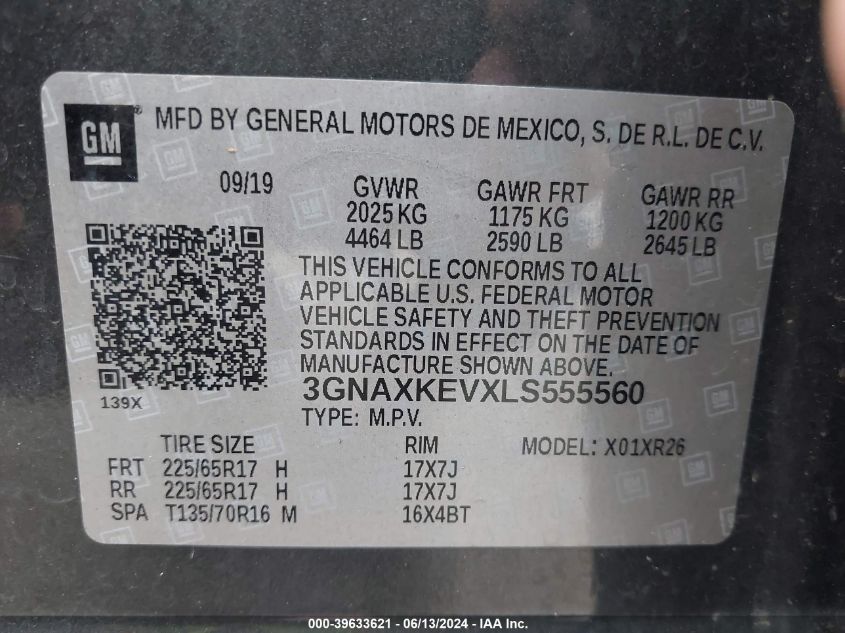 GM ® MFD BY GENERAL MOTORS DE MEXICO, S. DE R.L. DE C.V.
09/19 GVWR GAWR FRT GAWR RR
2025 KG 1175 KG 1200 KG
4464 LB 2590 LB 2645 LB
THIS VEHICLE CONFORMS TO ALL
APPLICABLE U.S. FEDERAL MOTOR
VEHICLE SAFETY AND THEFT PREVENTION
STANDARDS IN EFFECT ON THE DATE OF
MANUFACTURE SHOWN ABOVE.
139X 3GNAXKEVXLS555560
TYPE: M.P.V.
TIRE SIZE RIM MODEL: X01XR26
FRT 225/65R17 H 17X7J
RR 225/65R17 H 17X7J
SPA T135/70R16 M 16X4BT
000-39633621 - 06/13/2024 - IAA Inc.